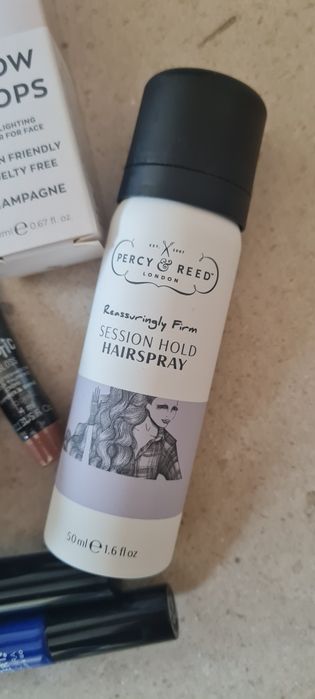 OW
OPS
LIGHTING
R FOR FACE
N FRIENDLY
ELTY FREE
AMPAGNE
ml e 0.67 fl. oz
EST. 2007
PERCY & REED™
LONDON
Reassuringly Firm
SESSION HOLD
HAIRSPRAY
50ml e 1.6 fl oz